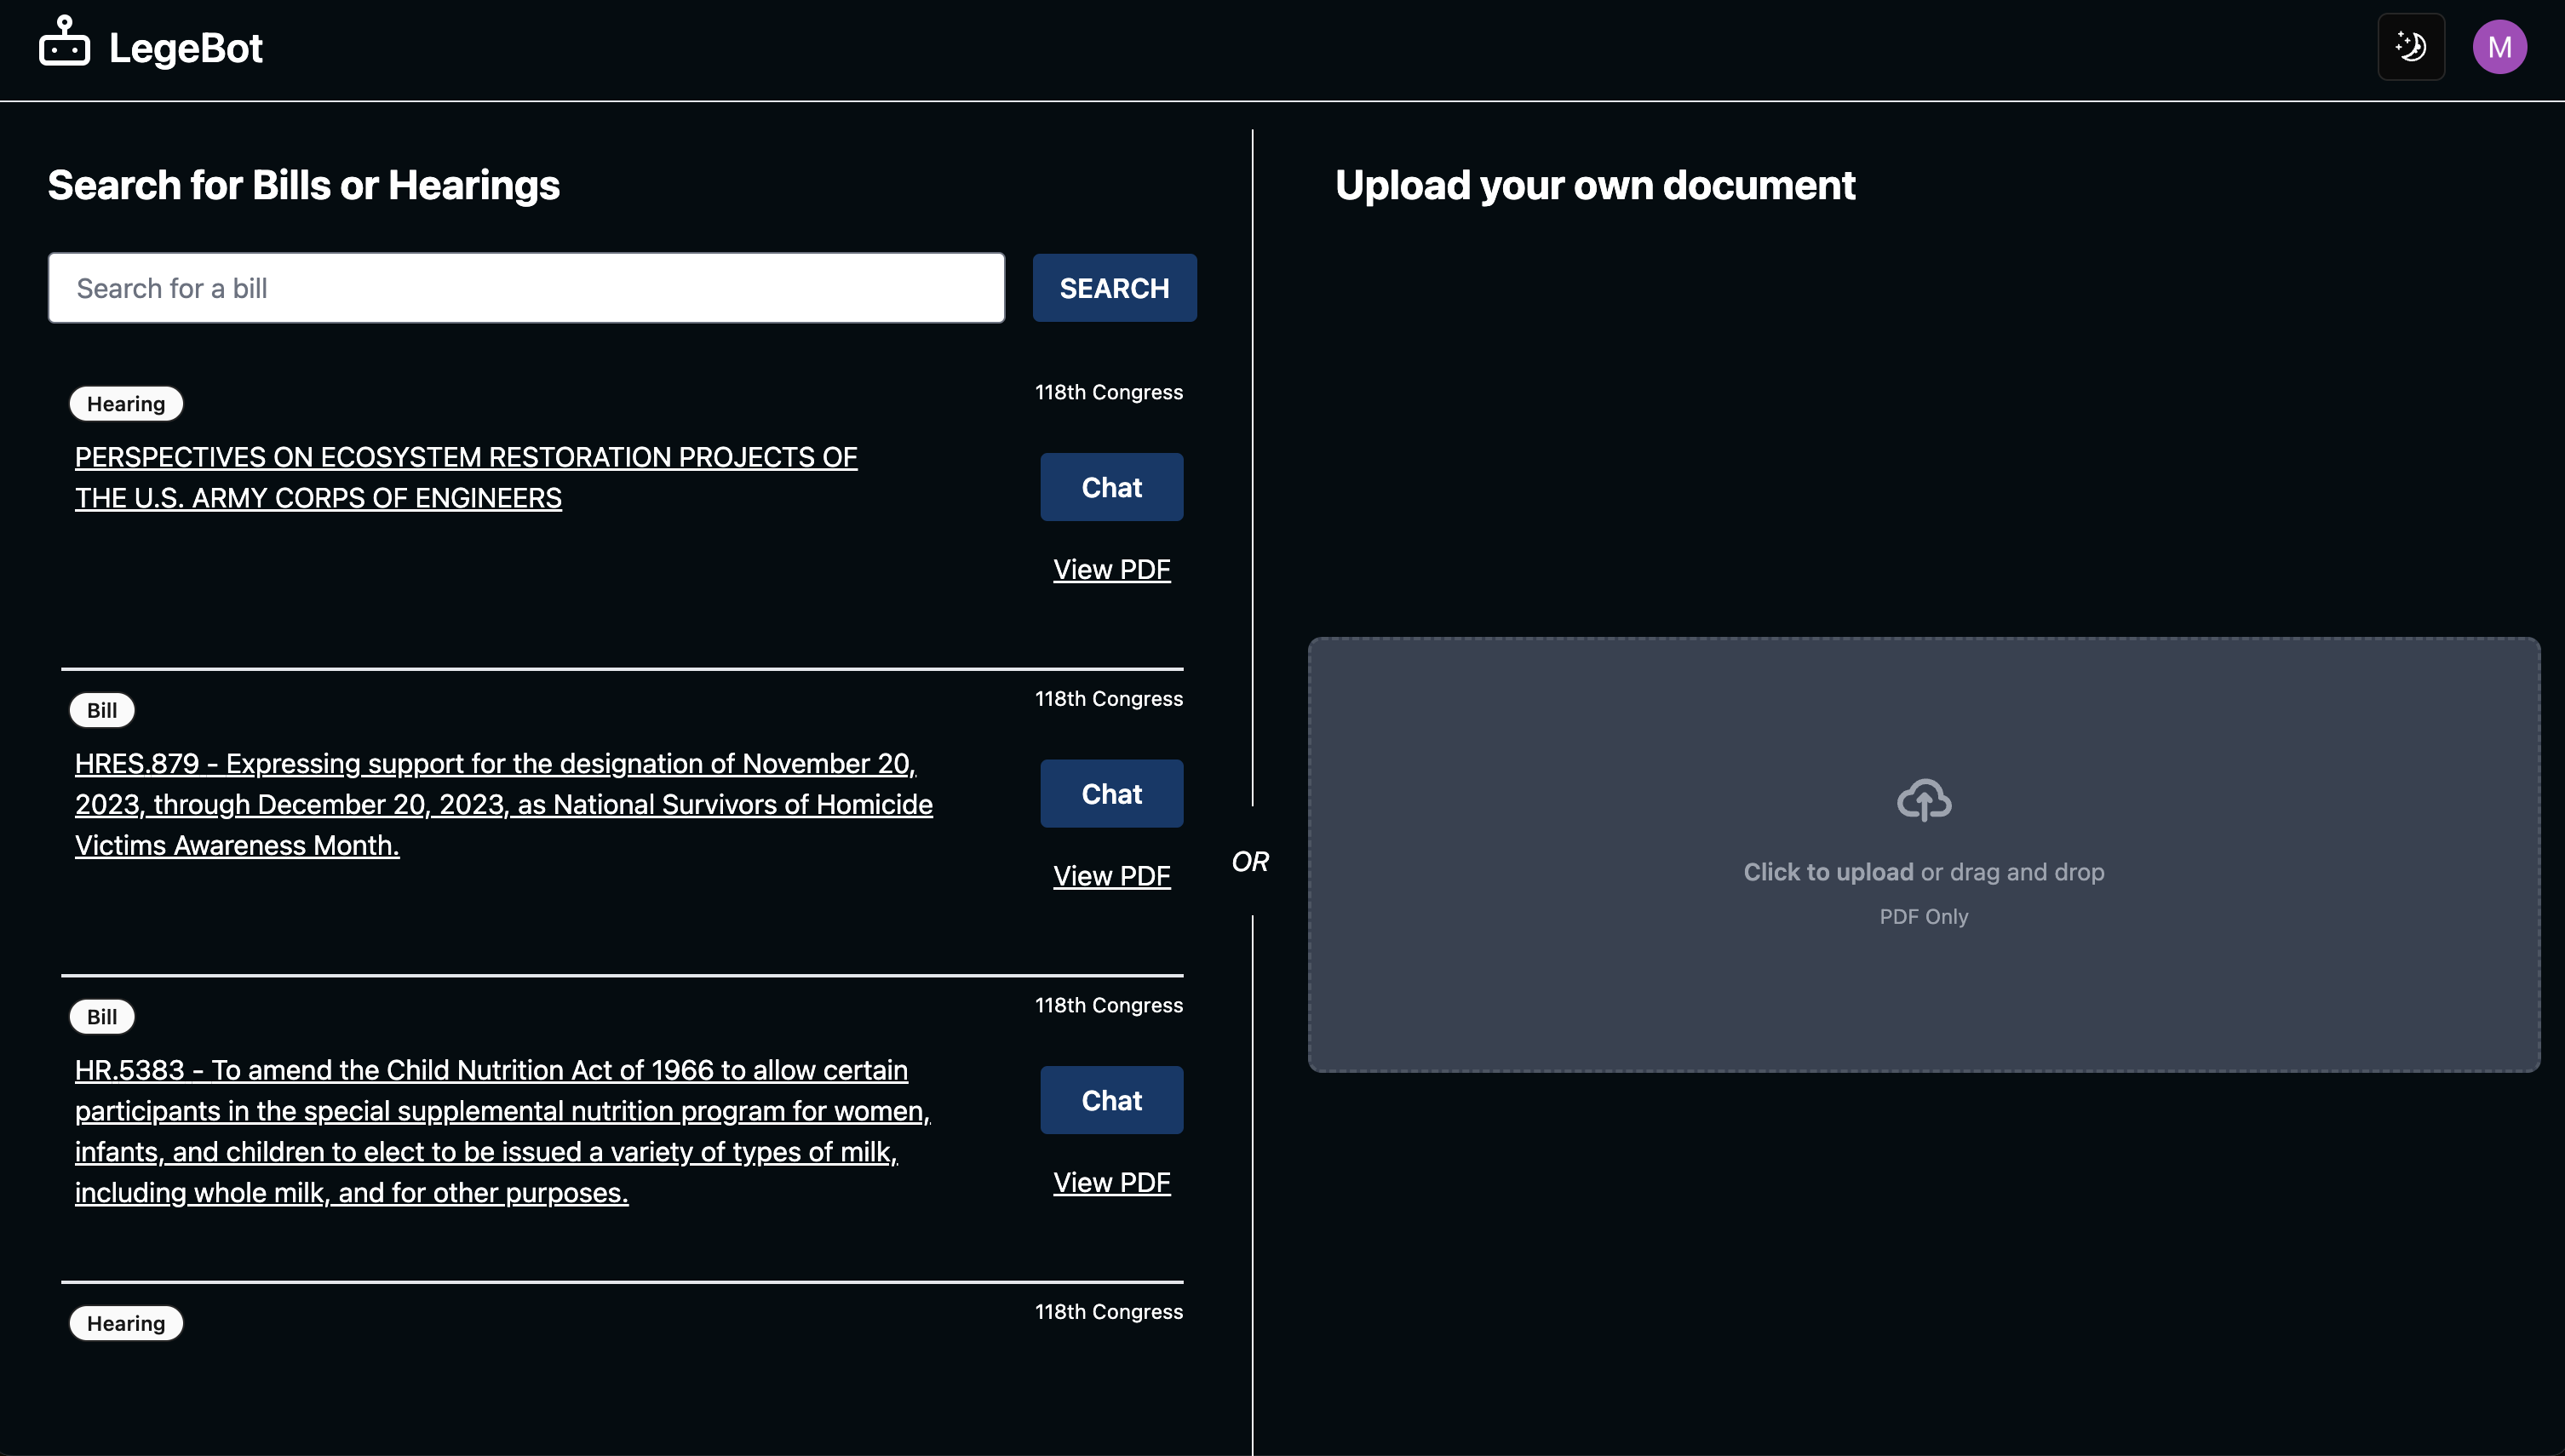 LegeBot
M
Search for Bills or Hearings
Search for a bill
SEARCH
Hearing
118th Congress
PERSPECTIVES ON ECOSYSTEM RESTORATION PROJECTS OF
THE U.S. ARMY CORPS OF ENGINEERS
Chat
View PDF
Bill
118th Congress
HRES.879 - Expressing support for the designation of November 20,
2023, through December 20, 2023, as National Survivors of Homicide
Victims Awareness Month.
Chat
View PDF
Bill
118th Congress
HR.5383 - To amend the Child Nutrition Act of 1966 to allow certain
participants in the special supplemental nutrition program for women,
infants, and children to elect to be issued a variety of types of milk,
including whole milk, and for other purposes.
Chat
View PDF
Hearing
118th Congress
OR
Upload your own document
Click to upload or drag and drop
PDF Only